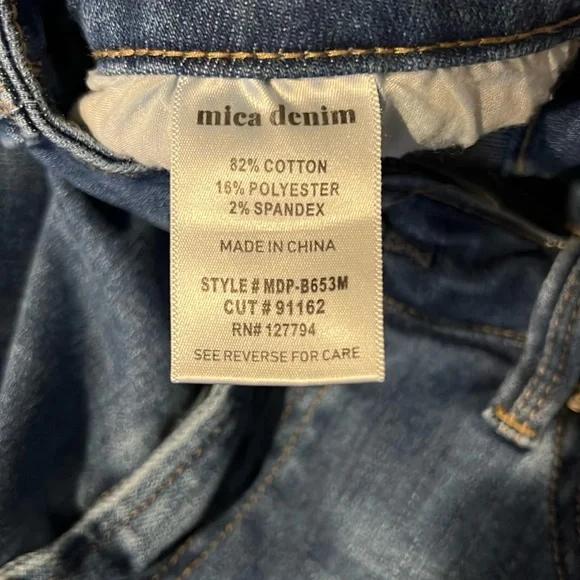 mica denim
82% COTTON
16% POLYESTER
2% SPANDEX
MADE IN CHINA
STYLE # MDP-B653M
CUT # 91162
RN# 127794
SEE REVERSE FOR CARE